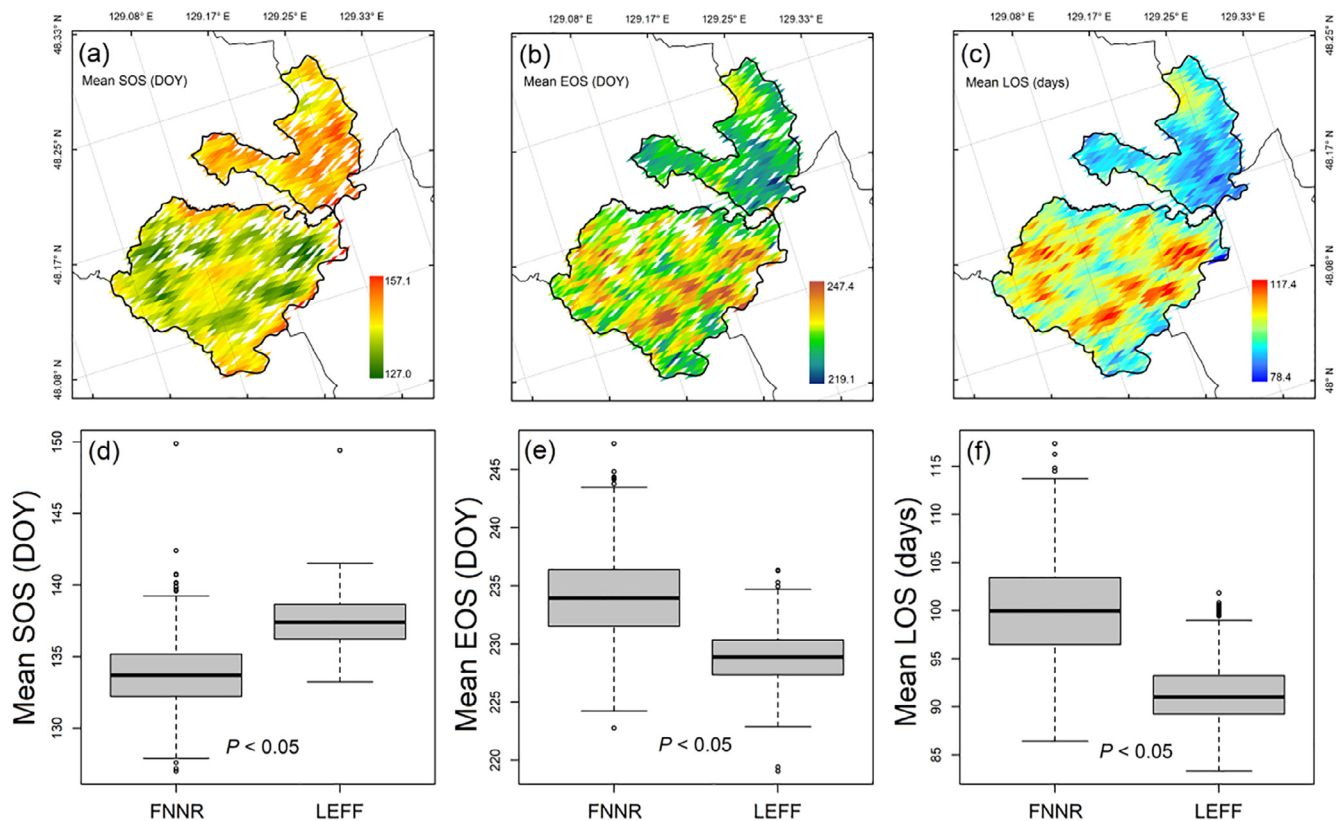 129.08° E 129.17° E 129.25° E 129.33° E
129.08° E 129.17° E 129.25° E 129.33° E
129.08° E 129.17° E 129.25° E 129.33° E
48.33° N
48.25° N
48.17° N
48.08° N
(a)
Mean SOS (DOY)
157.1
127.0
(b)
Mean EOS (DOY)
247.4
219.1
(c)
Mean LOS (days)
117.4
78.4
48.25° N
48.17° N
48.08° N
48° N
(d)
Mean SOS (DOY)
150
145
140
135
130
P < 0.05
FNNR LEFF
(e)
Mean EOS (DOY)
245
240
235
230
225
220
P < 0.05
FNNR LEFF
(f)
Mean LOS (days)
115
110
105
100
95
90
85
P < 0.05
FNNR LEFF